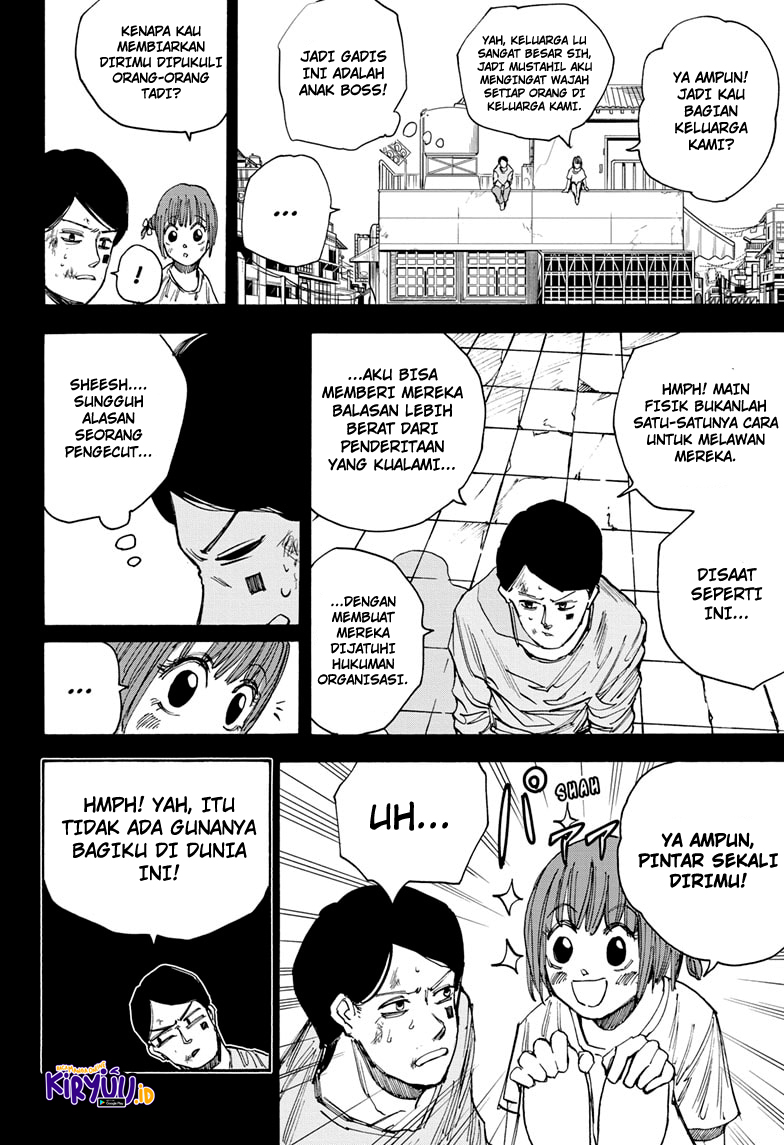 YA AMPUN!
JADI KAU
BAGIAN
KELUARGA
KAMI?
YAH, KELUARGA LU
SANGAT BESAR SIH,
JADI MUSTAHIL AKU
MENGINGAT WAJAH
SETIAP ORANG DI
KELUARGA KAMI.
JADI GADIS
INI ADALAH
ANAK BOSS!
...
KENAPA KAU
MEMBIARKAN
DIRIMU DIPUKULI
ORANG-ORANG
TADI?
!
HMPH! MAIN
FISIK BUKANLAH
SATU-SATUNYA CARA
UNTUK MELAWAN
MEREKA.
DISAAT
SEPERTI
INI...
...AKU BISA
MEMBERI MEREKA
BALASAN LEBIH
BERAT DARI
PENDERITAAN
YANG KUALAMI...
...DENGAN
MEMBUAT
MEREKA
DIJATUHI
HUKUMAN
ORGANISASI.
SHEESH....
SUNGGUH
ALASAN
SEORANG
PENGECUT...
...
YA AMPUN,
PINTAR SEKALI
DIRIMU!
パアア
SHAH
UH...
HMPH! YAH, ITU
TIDAK ADA GUNANYA
BAGIKU DI DUNIA
INI!
KIRYUU.ID